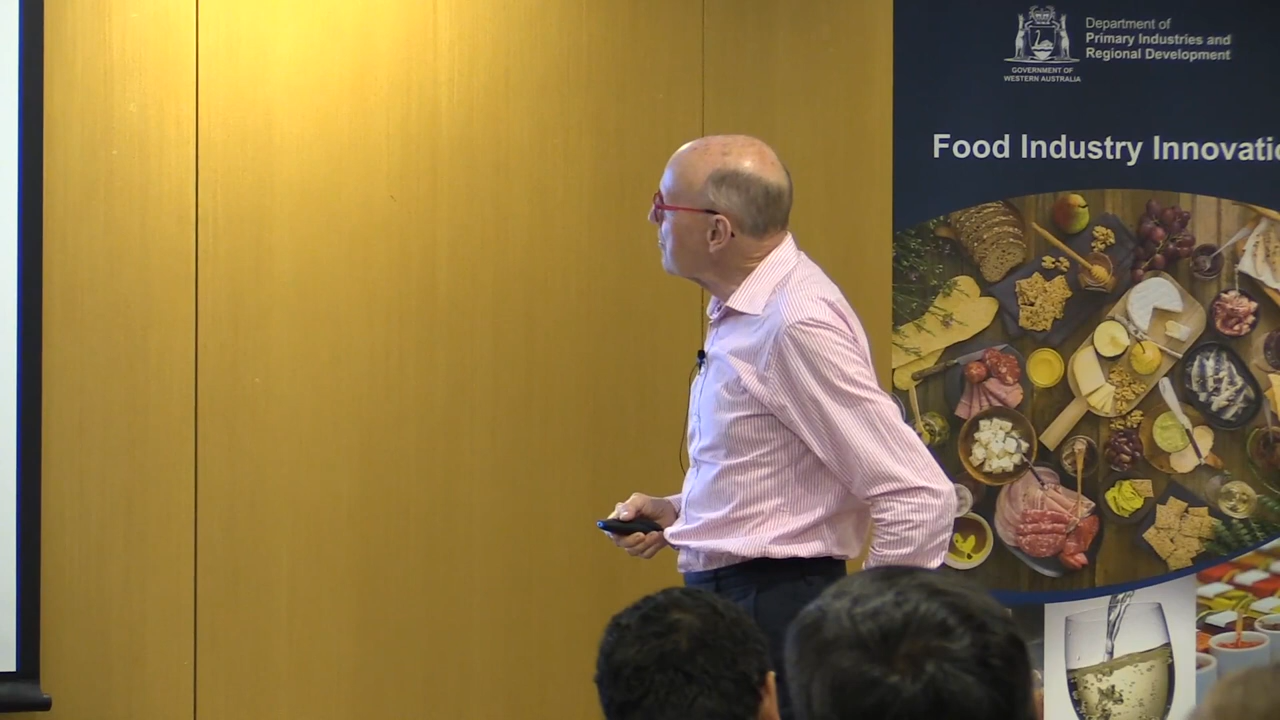 Department of
Primary Industries and
Regional Development
GOVERNMENT OF
WESTERN AUSTRALIA
Food Industry Innovatio